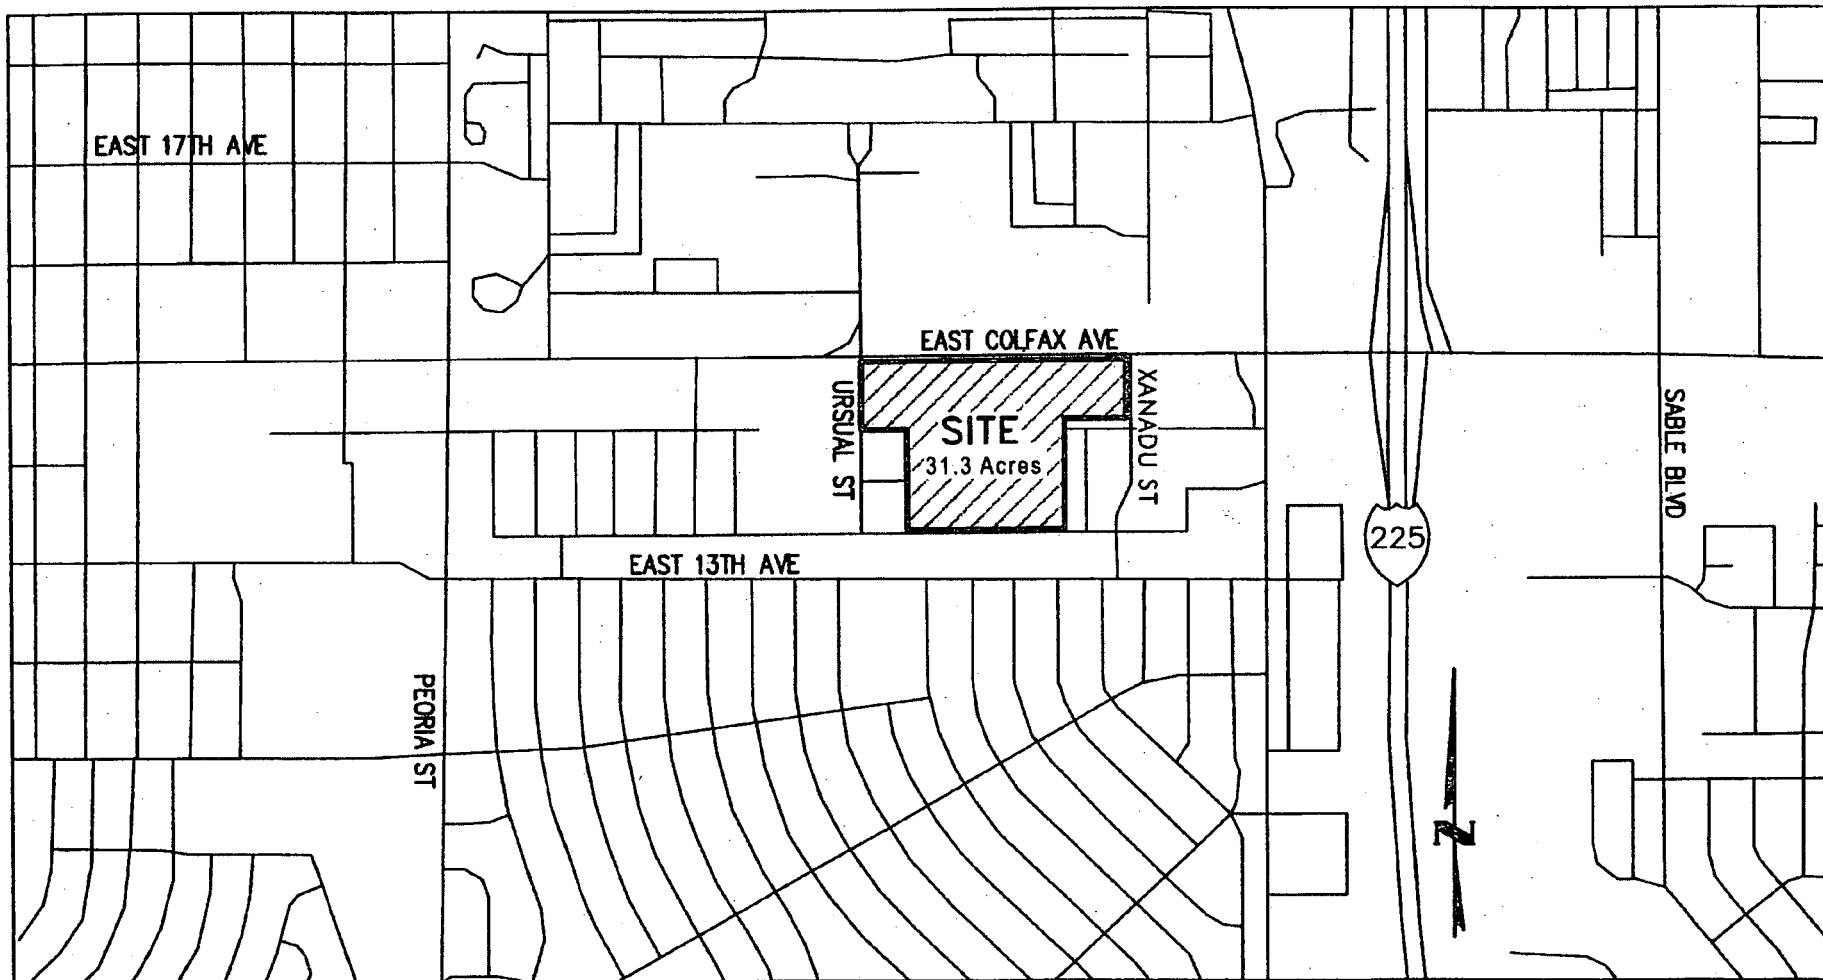 EAST 17TH AVE
EAST COLFAX AVE
URSUAL ST
SITE
31.3 Acres
XANADU ST
SABLE BLVD
225
EAST 13TH AVE
PEORIA ST
N